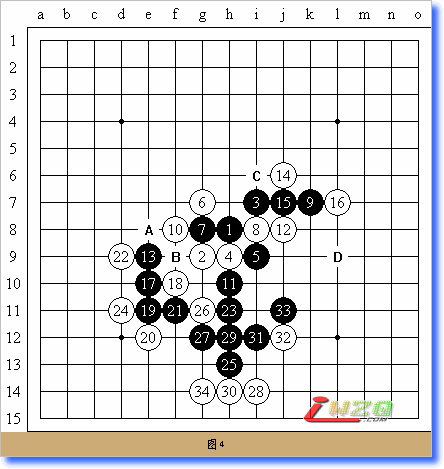 a b c d e f g h i j k l m n o
1
2
3
4
5
6 C 14
7 6 3 15 9 16
8 A 10 7 1 8 12
9 22 13 B 2 4 5 D
10 17 18 11
11 24 19 21 26 23 33
12 20 27 29 31 32
13 25
14 34 30 28
15
iWZQ
.COM
图4